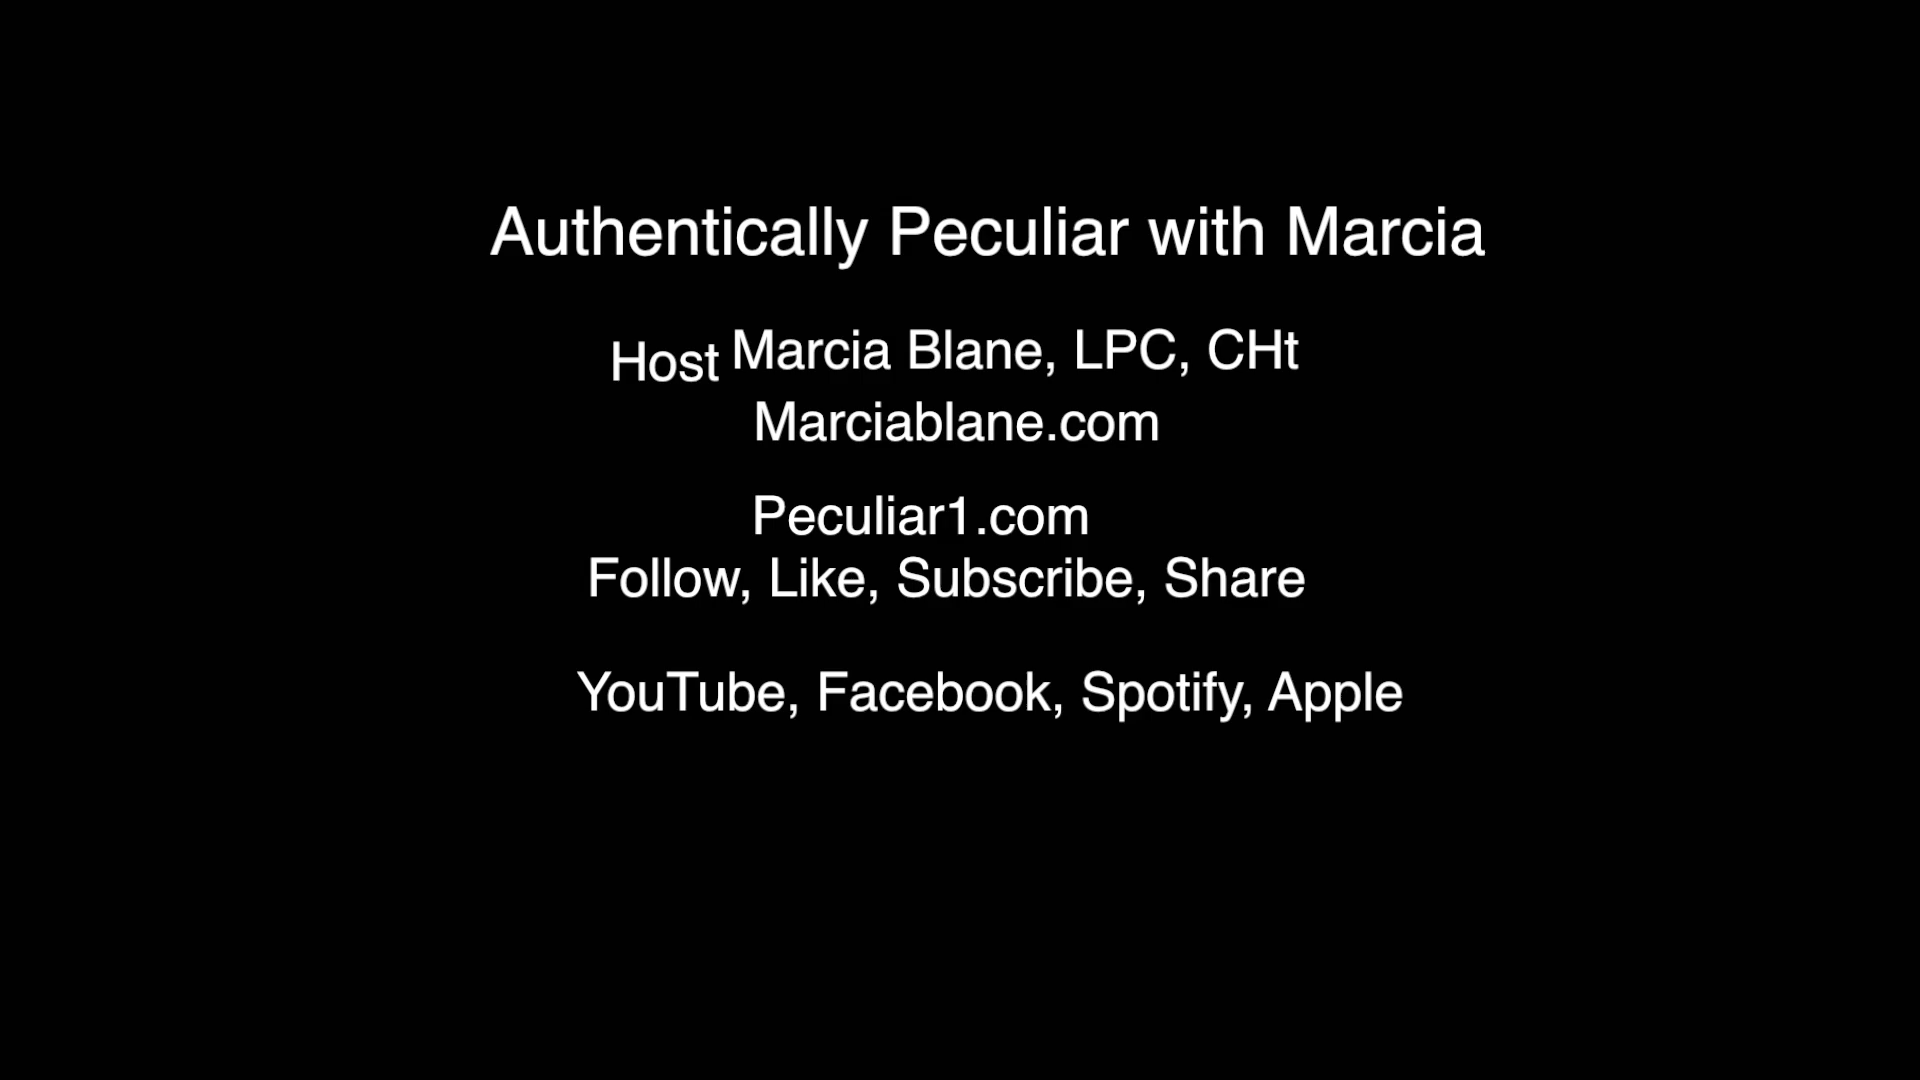 Authentically Peculiar with Marcia
Host Marcia Blane, LPC, CHt
Marciablane.com
Peculiar1.com
Follow, Like, Subscribe, Share
YouTube, Facebook, Spotify, Apple